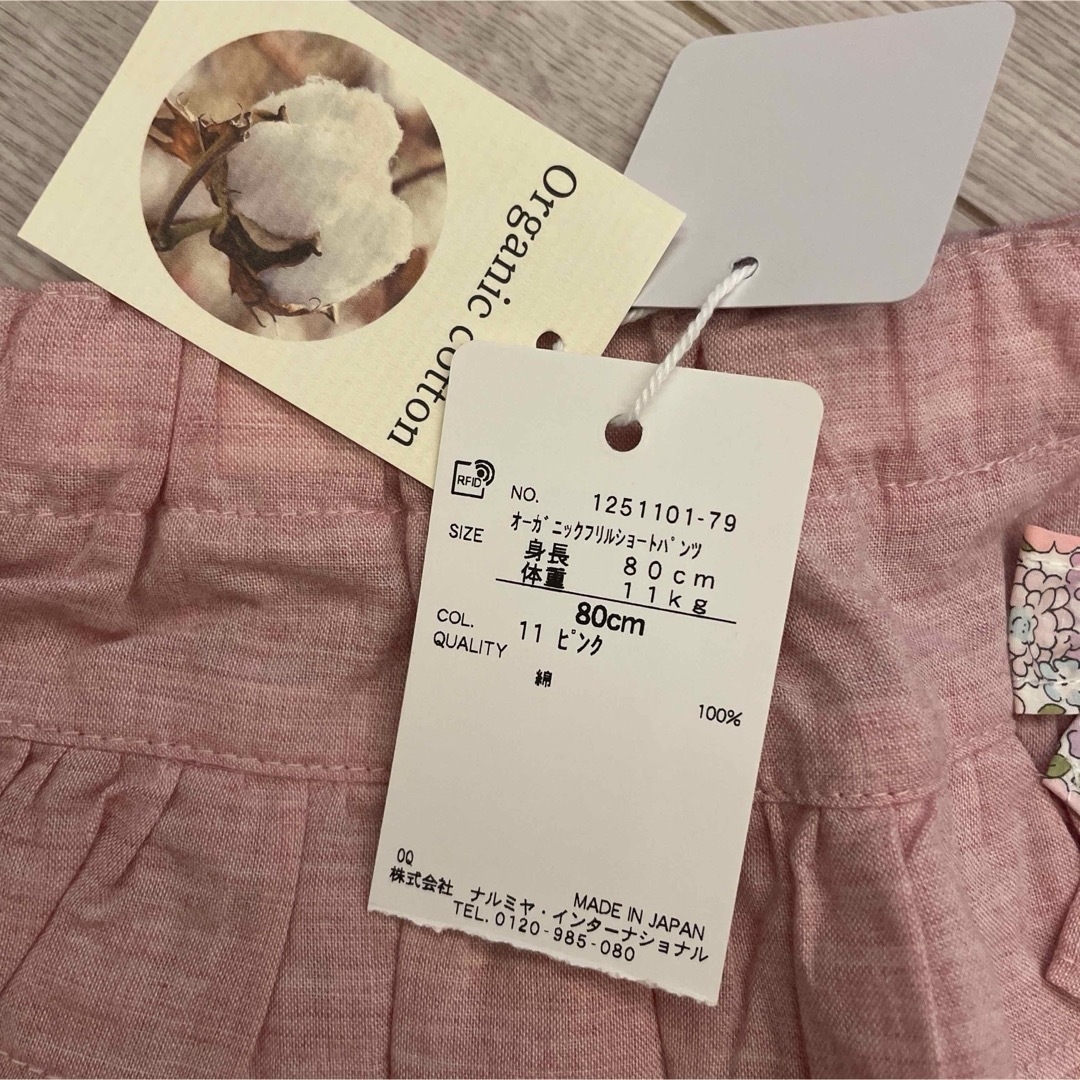 Organic cotton
RFID
NO. 1251101-79
オーガニックフリルショートパンツ
SIZE 身長 80cm
体重 11kg
80cm
COL. 11 ピンク
QUALITY
綿
100%
OQ MADE IN JAPAN
株式会社 ナルミヤ・インターナショナル
TEL.0120-985-080